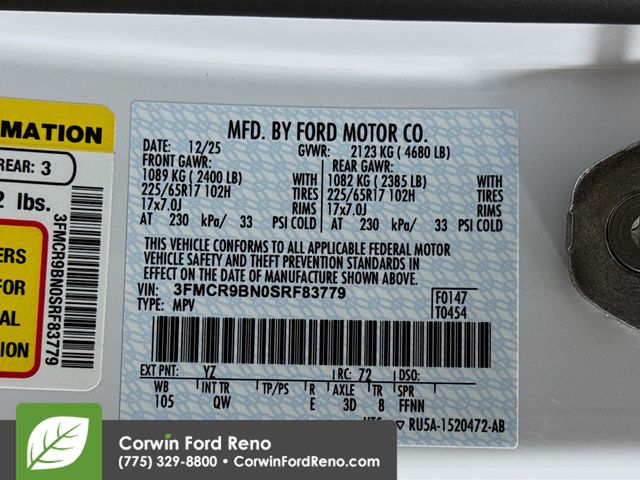 RMATION
REAR: 3
2 lbs.
3FMCR9BN0SRF83779
ERS
FOR
AL
ION
MFD. BY FORD MOTOR CO.
DATE: 12/25 GVWR: 2123 KG ( 4680 LB)
FRONT GAWR: REAR GAWR:
1089 KG ( 2400 LB) WITH 1082 KG ( 2385 LB) WITH
225/65R17 102H TIRES 225/65R17 102H TIRES
17x7.0J RIMS 17x7.0J RIMS
AT 230 kPa/ 33 PSI COLD AT 230 kPa/ 33 PSI COLD
THIS VEHICLE CONFORMS TO ALL APPLICABLE FEDERAL MOTOR
VEHICLE SAFETY AND THEFT PREVENTION STANDARDS IN EFFECT ON
THE DATE OF MANUFACTURE SHOWN ABOVE.
VIN: 3FMCR9BN0SRF83779
TYPE: MPV
F0147
T0454
EXT PNT: YZ RC: 72 DSO:
WB INT TR TP/PS R AXLE TR SPR
105 QW E 3D 8 FFNN
▽ RU5A-1520472-AB
Corwin Ford Reno
(775) 329-8800 • CorwinFordReno.com